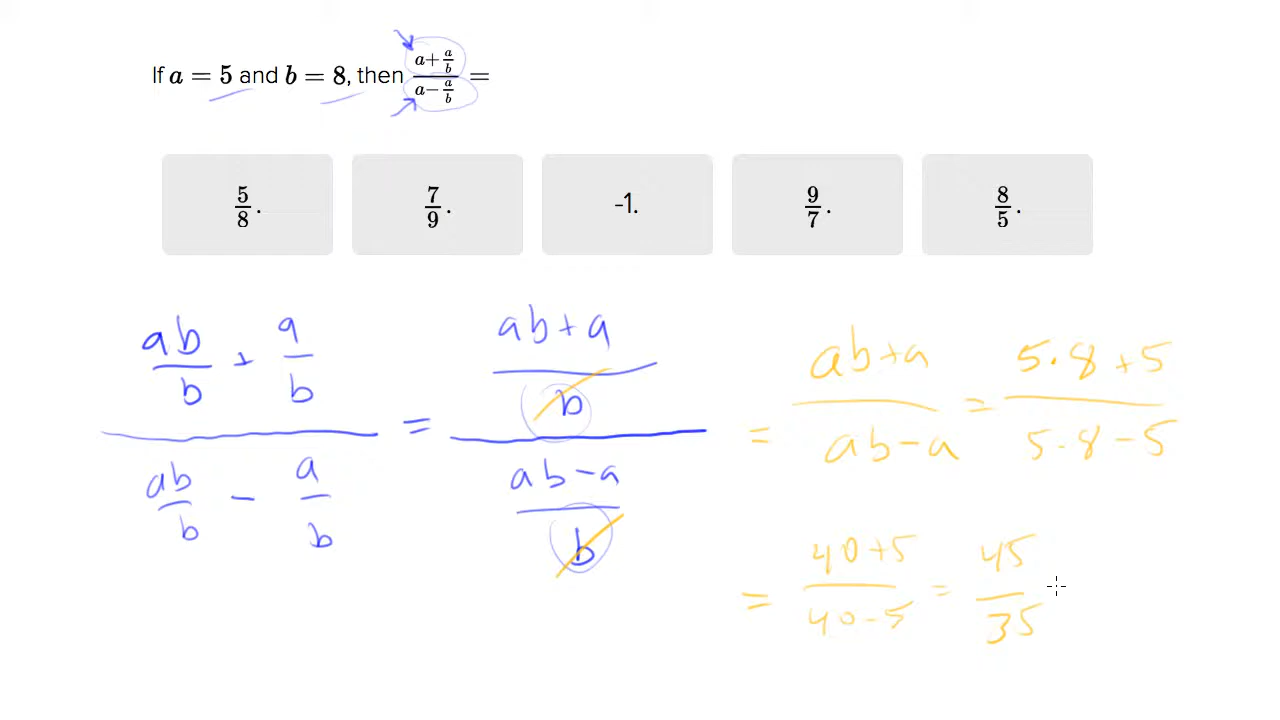 If a = 5 and b = 8, then (a + a/b)/(a − a/b) =
5/8. 7/9. -1. 9/7. 8/5.
(ab/b + a/b)/(ab/b − a/b) = ((ab+a)/b)/((ab−a)/b) = (ab+a)/(ab−a) = (5·8+5)/(5·8−5)
= (40+5)/(40−5) = 45/35